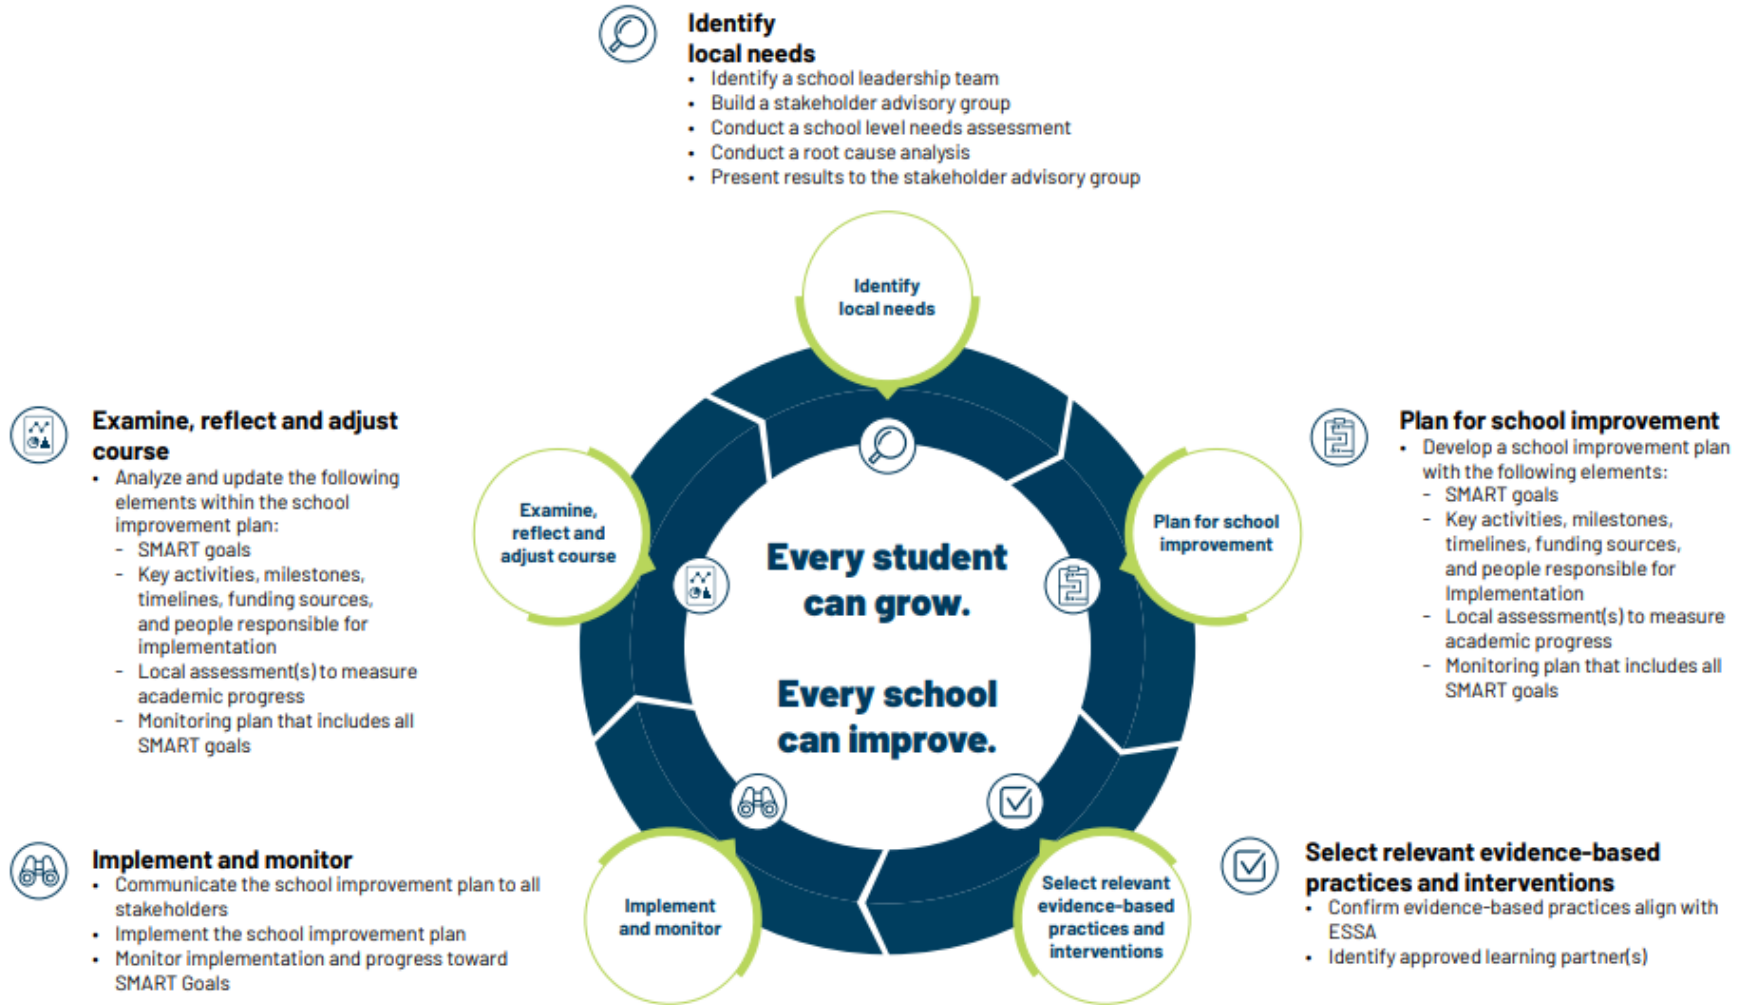 Identify
local needs
• Identify a school leadership team
• Build a stakeholder advisory group
• Conduct a school level needs assessment
• Conduct a root cause analysis
• Present results to the stakeholder advisory group
Identify
local needs
Examine, reflect and adjust
course
• Analyze and update the following
elements within the school
improvement plan:
- SMART goals
- Key activities, milestones,
timelines, funding sources,
and people responsible for
implementation
- Local assessment(s) to measure
academic progress
- Monitoring plan that includes all
SMART goals
Examine,
reflect and
adjust course
Every student
can grow.
Every school
can improve.
Plan for school
improvement
Plan for school improvement
• Develop a school improvement plan
with the following elements:
- SMART goals
- Key activities, milestones,
timelines, funding sources,
and people responsible for
Implementation
- Local assessment(s) to measure
academic progress
- Monitoring plan that includes all
SMART goals
Implement and monitor
• Communicate the school improvement plan to all
stakeholders
• Implement the school improvement plan
• Monitor implementation and progress toward
SMART Goals
Implement
and monitor
Select relevant
evidence-based
practices and
interventions
Select relevant evidence-based
practices and interventions
• Confirm evidence-based practices align with
ESSA
• Identify approved learning partner(s)